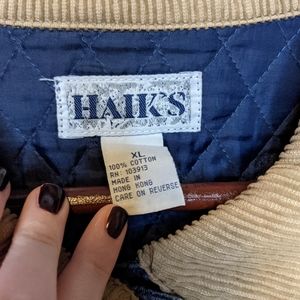 HAIKS
XL
100% COTTON
RN: 103913
MADE IN
HONG KONG
CARE ON REVERSE